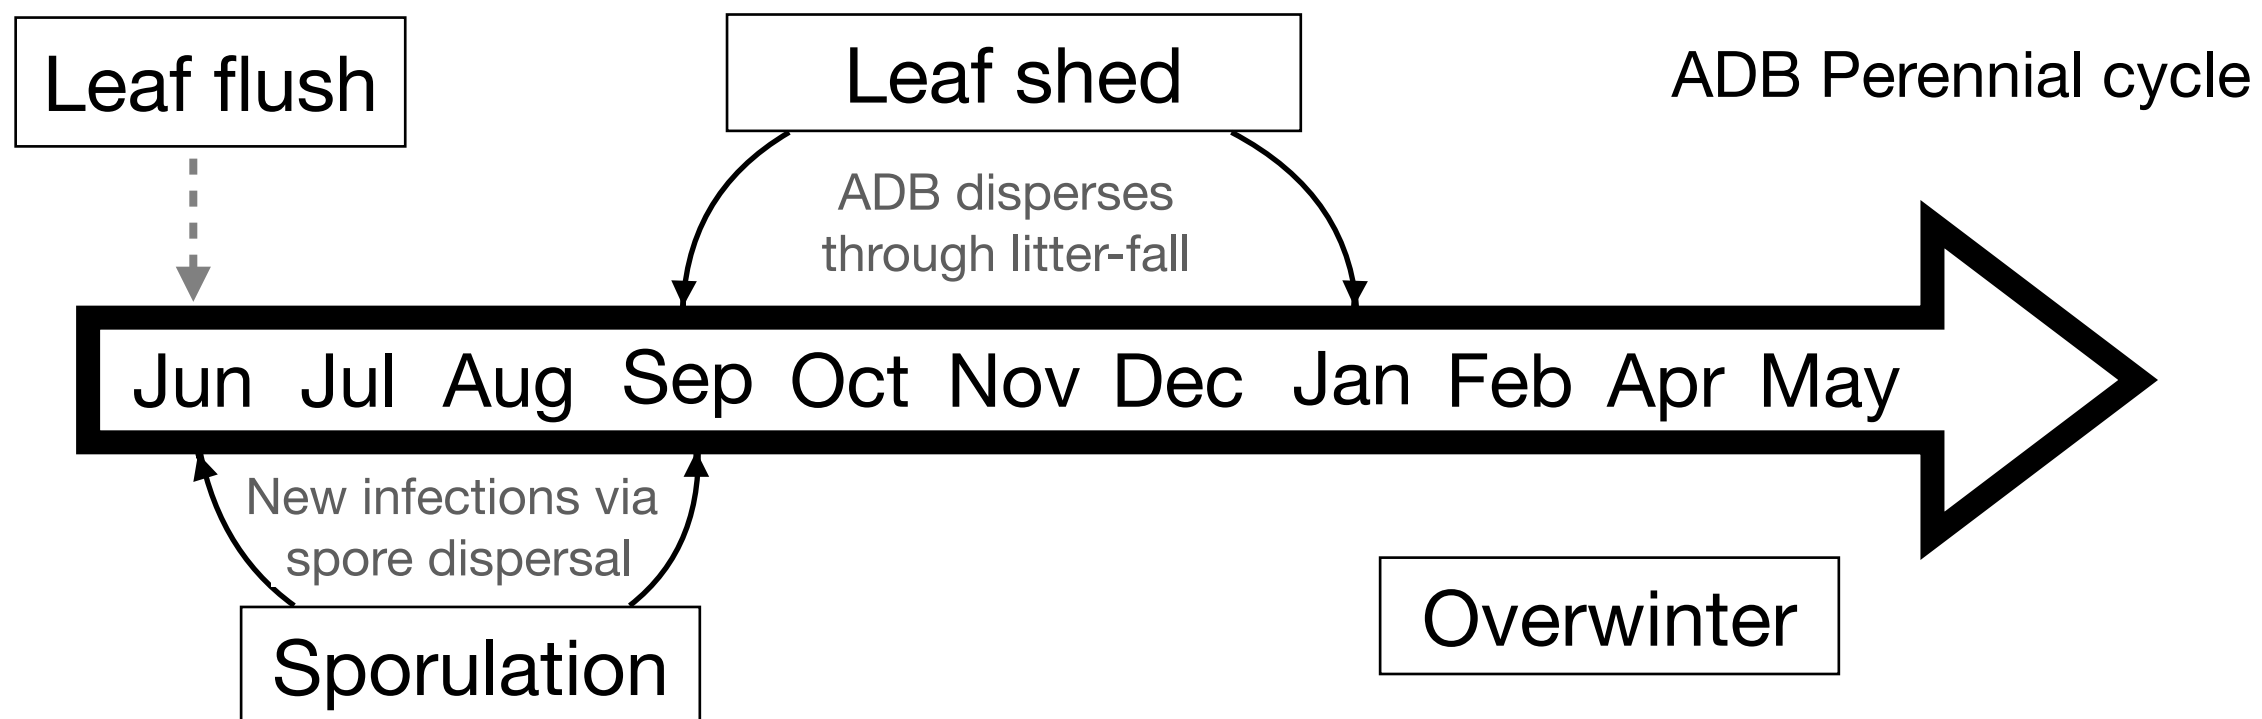 Leaf flush
Leaf shed
ADB Perennial cycle
ADB disperses
through litter-fall
Jun Jul Aug Sep Oct Nov Dec Jan Feb Apr May
New infections via
spore dispersal
Overwinter
Sporulation